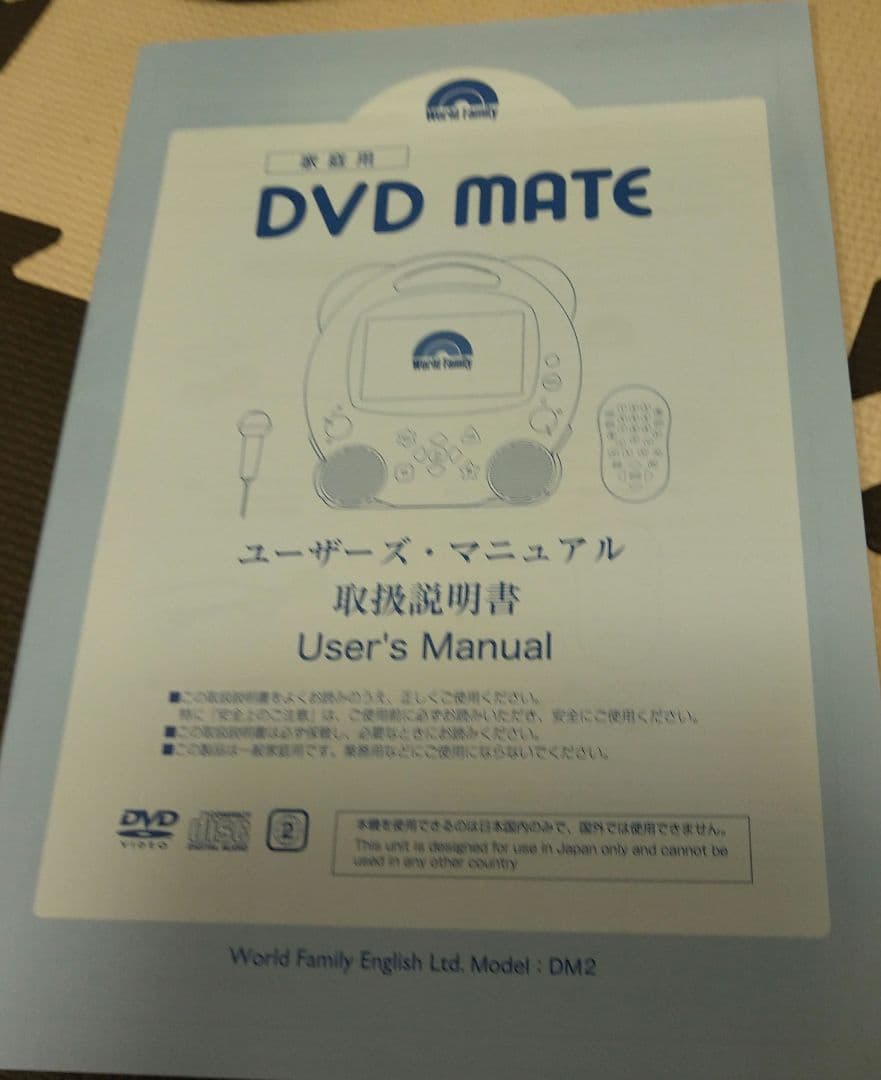 World Family
家庭用
DVD MATE
World Family
ユーザーズ・マニュアル
取扱説明書
User's Manual
■この取扱説明書をよくお読みのうえ、正しくご使用ください。
特に「安全上のご注意」は、ご使用前に必ずお読みいただき、安全にご使用ください。
■この取扱説明書は必ず保管し、必要なときにお読みください。
■この製品は一般家庭用です。業務用などにご使用にならないでください。
DVD VIDEO
COMPACT disc DIGITAL AUDIO
2
本機を使用できるのは日本国内のみで、国外では使用できません。
This unit is designed for use in Japan only and cannot be
used in any other country
World Family English Ltd. Model : DM2